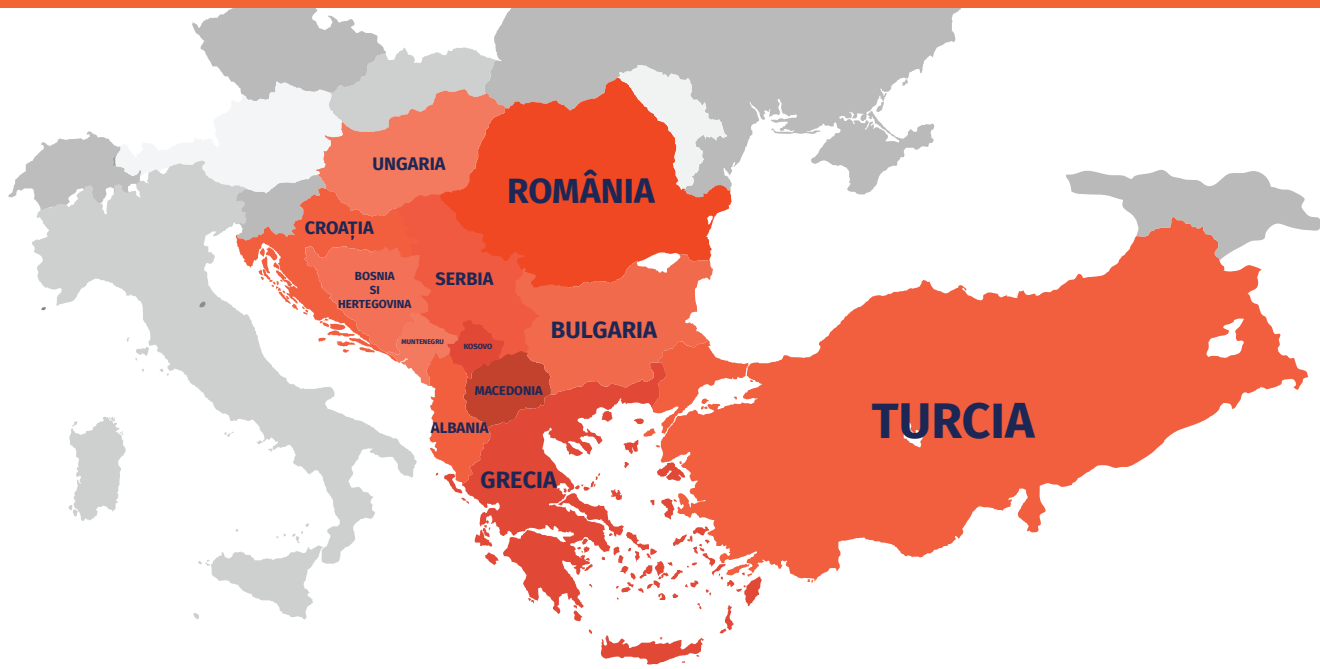 UNGARIA
ROMÂNIA
CROAȚIA
BOSNIA
SI
HERTEGOVINA
SERBIA
BULGARIA
MUNTENEGRU
KOSOVO
MACEDONIA
ALBANIA
TURCIA
GRECIA